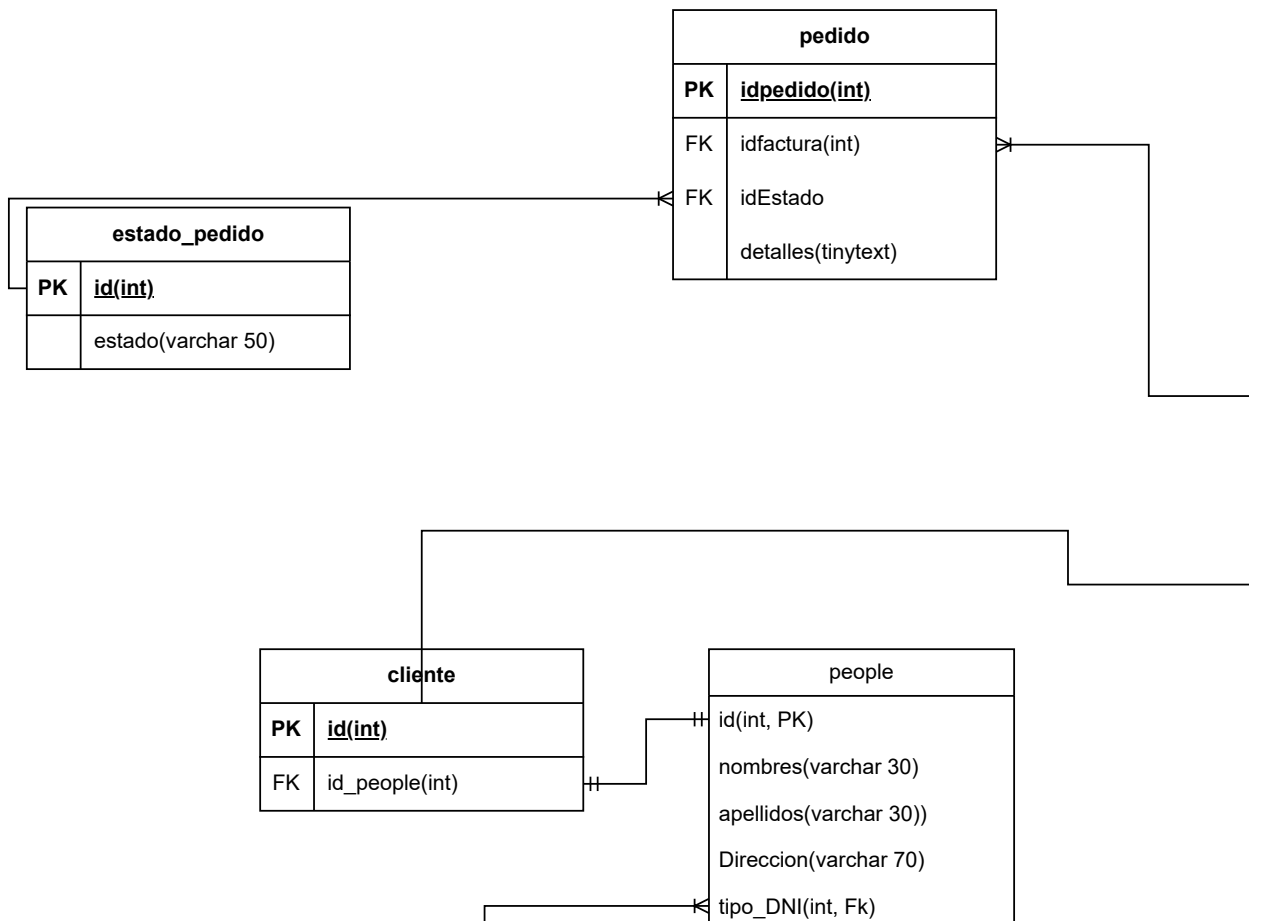 pedido
PK idpedido(int)
FK idfactura(int)
FK idEstado
detalles(tinytext)
estado_pedido
PK id(int)
estado(varchar 50)
cliente
PK id(int)
FK id_people(int)
people
id(int, PK)
nombres(varchar 30)
apellidos(varchar 30))
Direccion(varchar 70)
tipo_DNI(int, Fk)